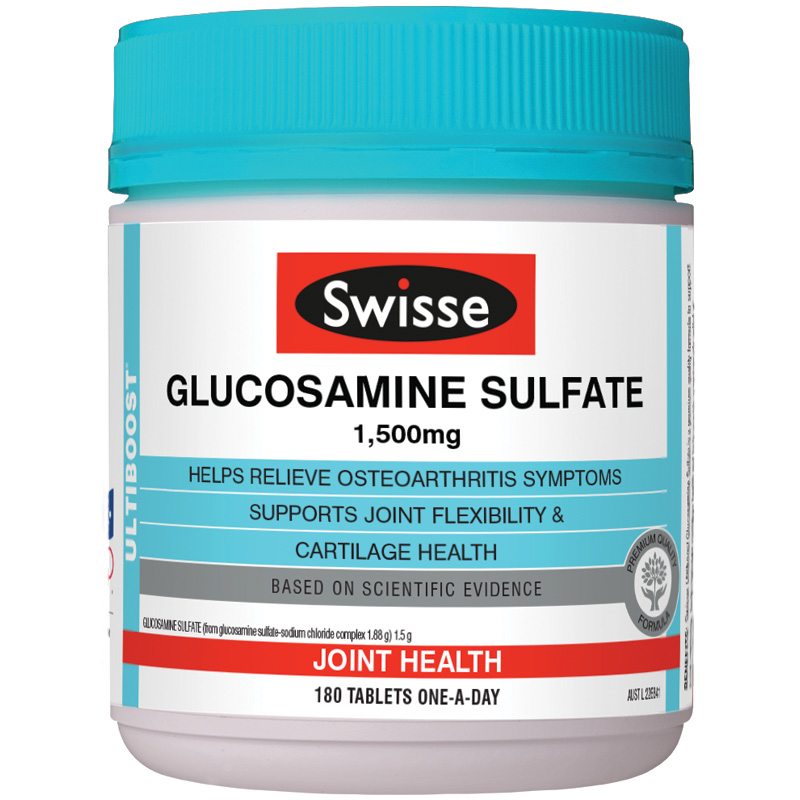 Swisse
GLUCOSAMINE SULFATE
1,500mg
HELPS RELIEVE OSTEOARTHRITIS SYMPTOMS
SUPPORTS JOINT FLEXIBILITY &
CARTILAGE HEALTH
BASED ON SCIENTIFIC EVIDENCE
GLUCOSAMINE SULFATE (from glucosamine sulfate-sodium chloride complex 1.88 g) 1.5 g
JOINT HEALTH
180 TABLETS ONE-A-DAY
AUST L
ULTIBOOST®
PREMIUM QUALITY
FORMULA